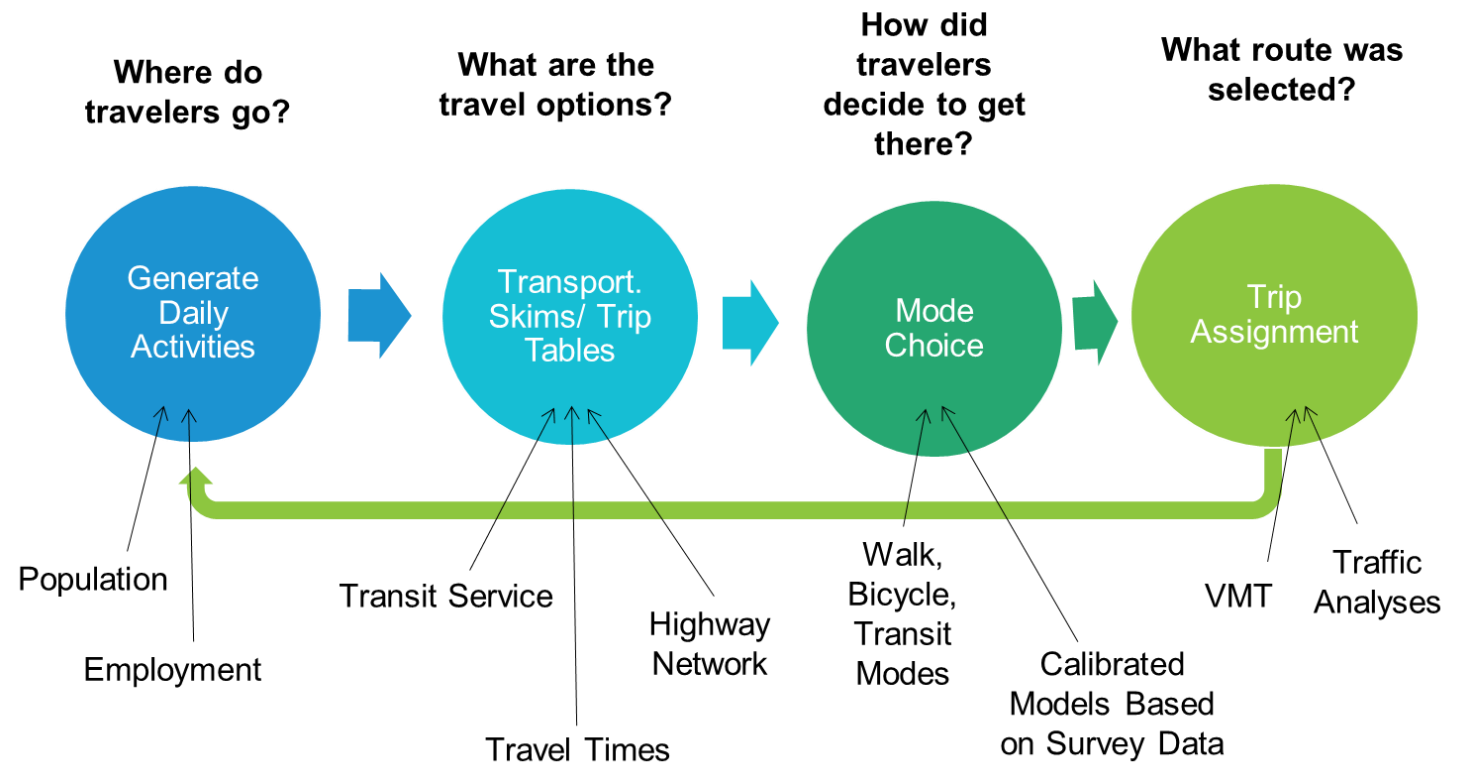 Where do
travelers go?
What are the
travel options?
How did
travelers
decide to get
there?
What route was
selected?
Generate
Daily
Activities
Transport.
Skims/ Trip
Tables
Mode
Choice
Trip
Assignment
Population
Employment
Transit Service
Travel Times
Highway
Network
Walk,
Bicycle,
Transit
Modes
Calibrated
Models Based
on Survey Data
VMT
Traffic
Analyses